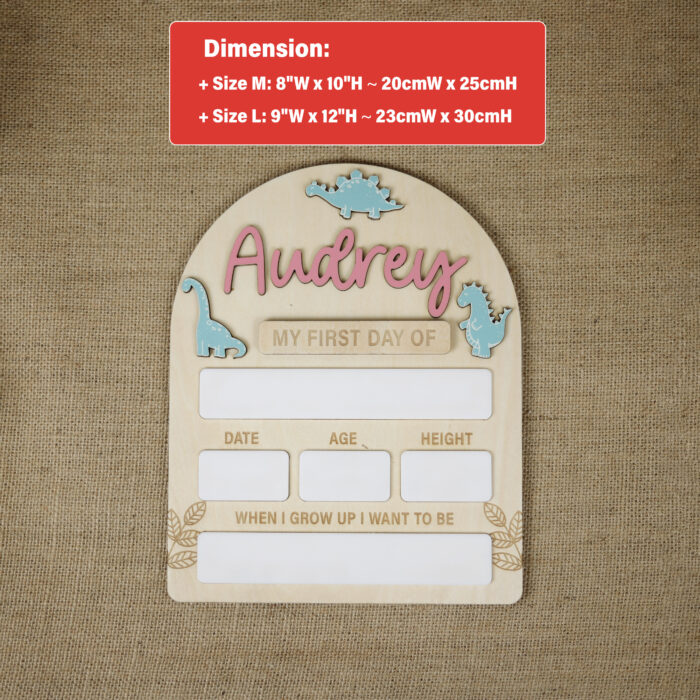 Dimension:
+ Size M: 8"W x 10"H ~ 20cmW x 25cmH
+ Size L: 9"W x 12"H ~ 23cmW x 30cmH
Audrey
MY FIRST DAY OF
DATE AGE HEIGHT
WHEN I GROW UP I WANT TO BE